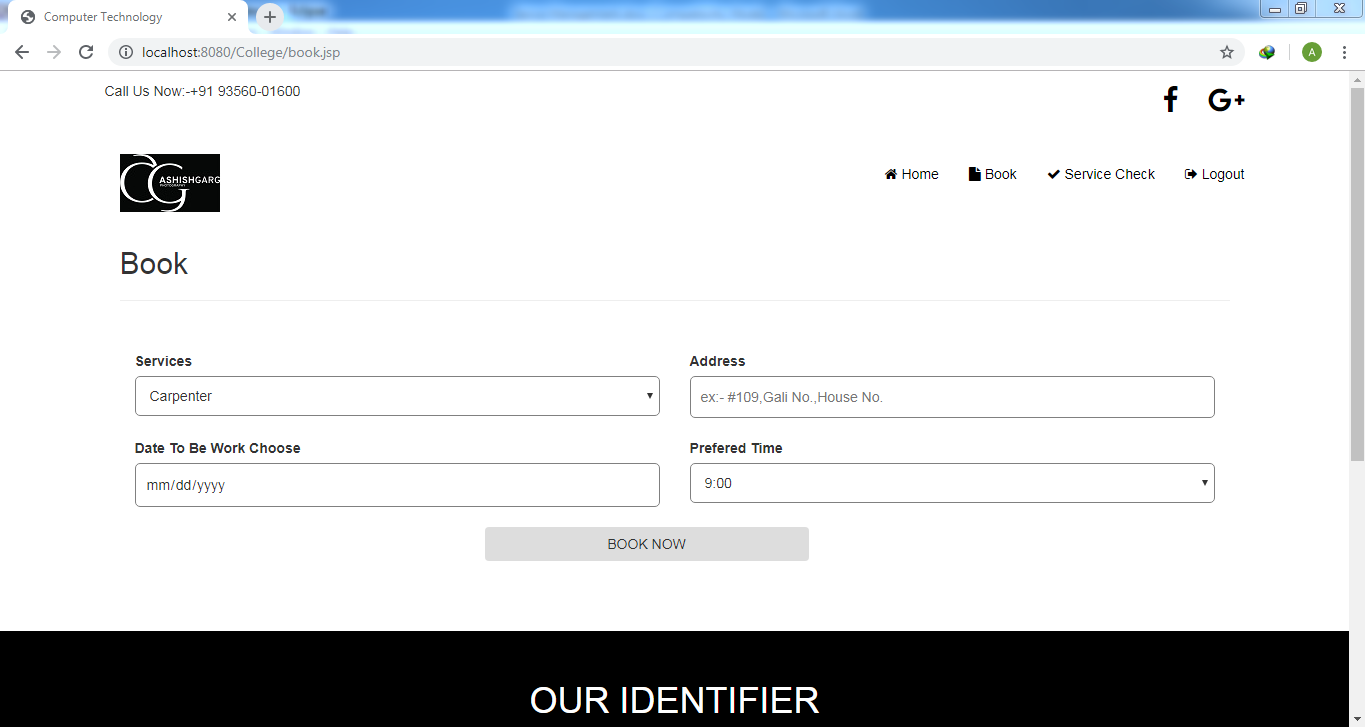 Computer Technology
localhost:8080/College/book.jsp
A
Call Us Now:-+91 93560-01600
G+
ASHISHGARG
PHOTOGRAPHY
Home Book Service Check Logout
Book
Services Address
Carpenter ex:- #109,Gali No.,House No.
Date To Be Work Choose Prefered Time
mm/dd/yyyy 9:00
BOOK NOW
OUR IDENTIFIER